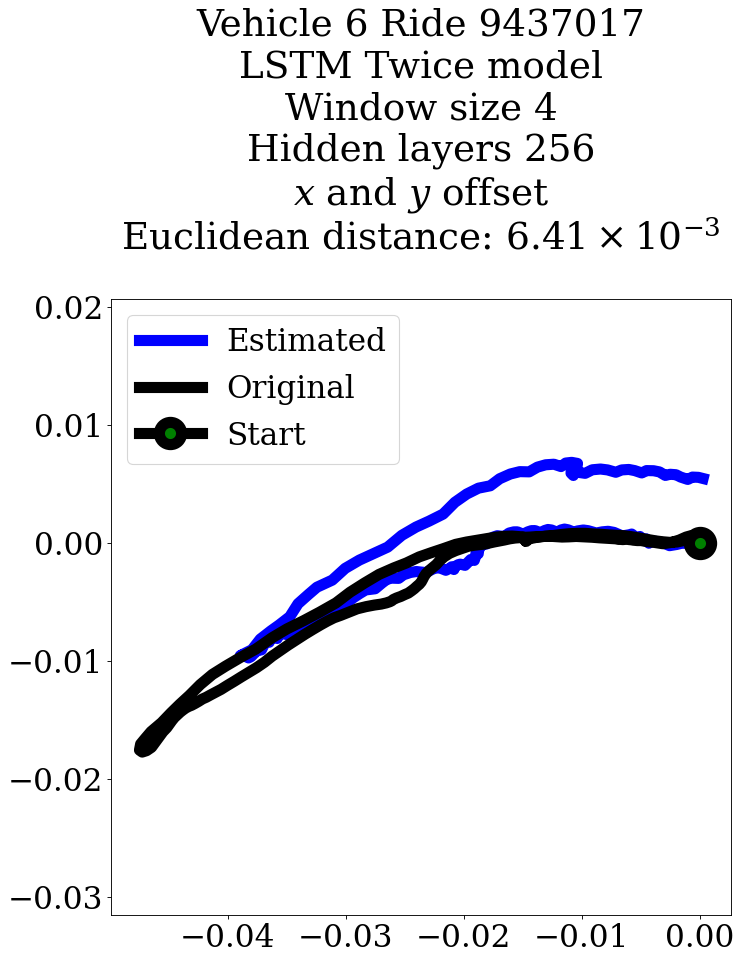 Vehicle 6 Ride 9437017
LSTM Twice model
Window size 4
Hidden layers 256
x and y offset
Euclidean distance: 6.41 × 10⁻³
0.02
0.01
0.00
−0.01
−0.02
−0.03
Estimated
Original
Start
−0.04 −0.03 −0.02 −0.01 0.00